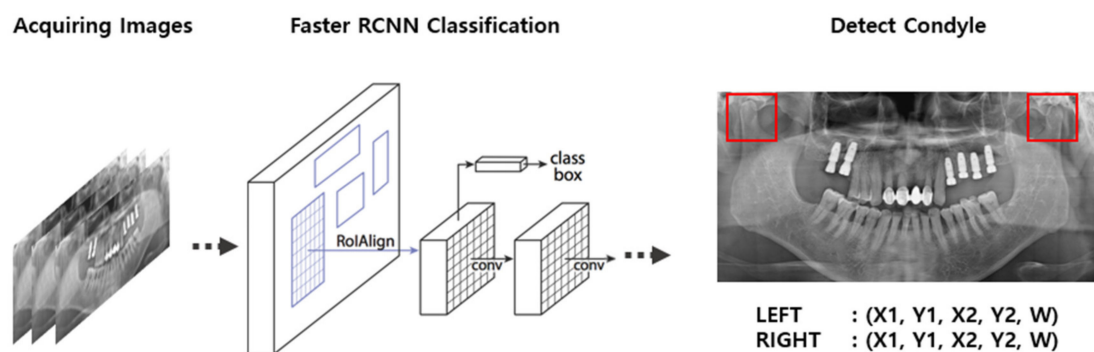 Acquiring Images
Faster RCNN Classification
Detect Condyle
class
box
RoIAlign
conv
conv
LEFT : (X1, Y1, X2, Y2, W)
RIGHT : (X1, Y1, X2, Y2, W)